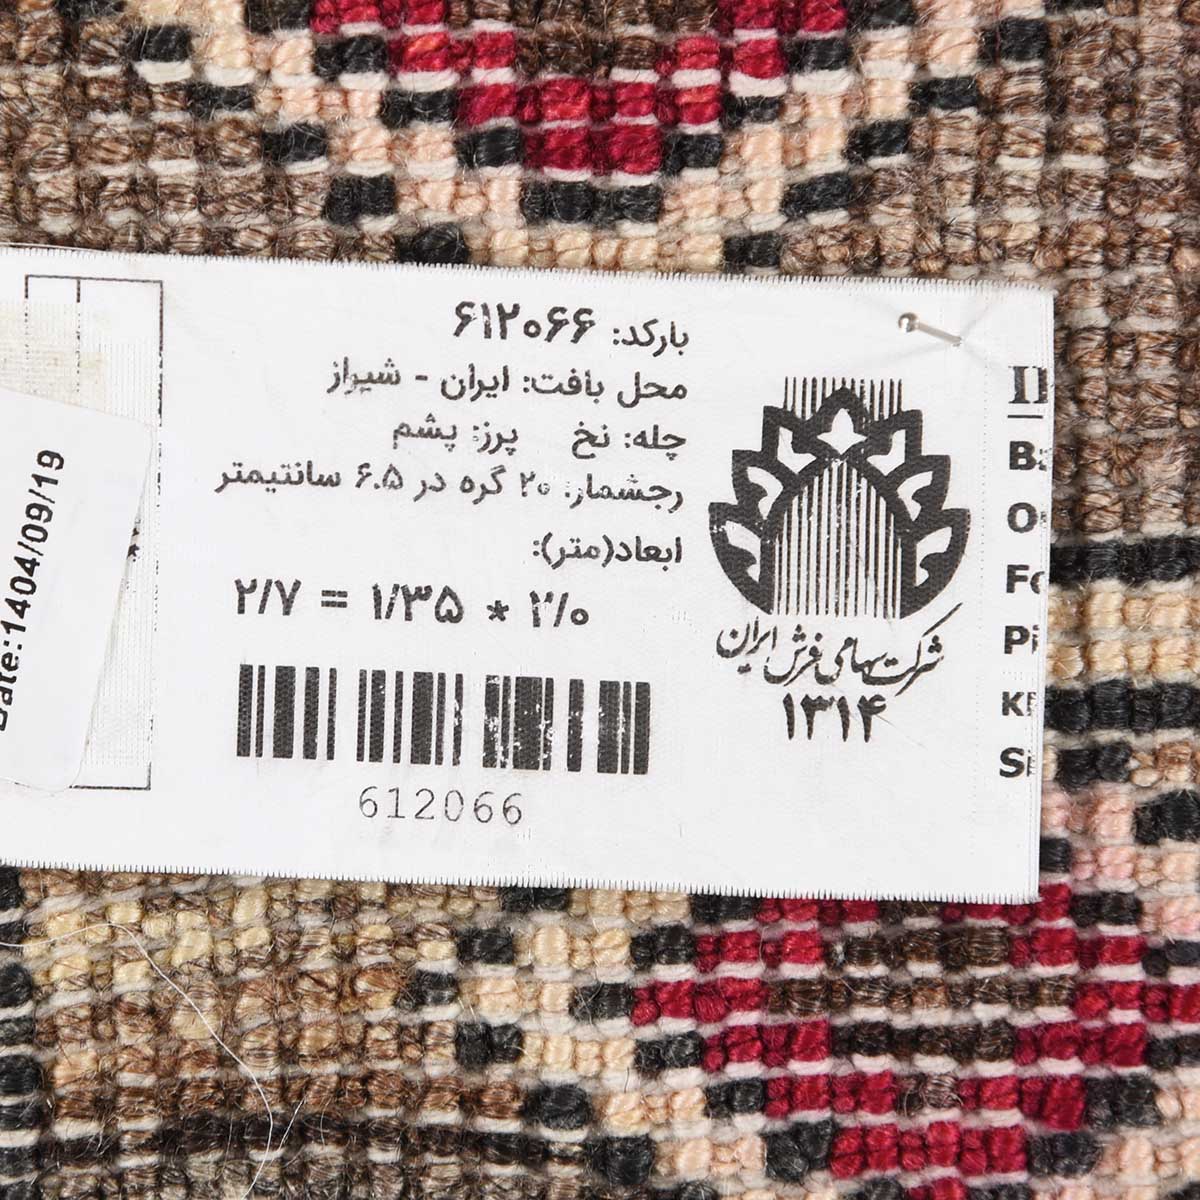 بارکد: ۶۱۲۰۶۶
محل بافت: ایران - شیراز
چله: نخ پرز: پشم
رجشمار: ۲۰ گره در ۶.۵ سانتیمتر
ابعاد(متر):
۲/۰ * ۱/۳۵ = ۲/۷
612066
شرکت سهامی فرش ایران
۱۳۱۴
Date:1404/09/19